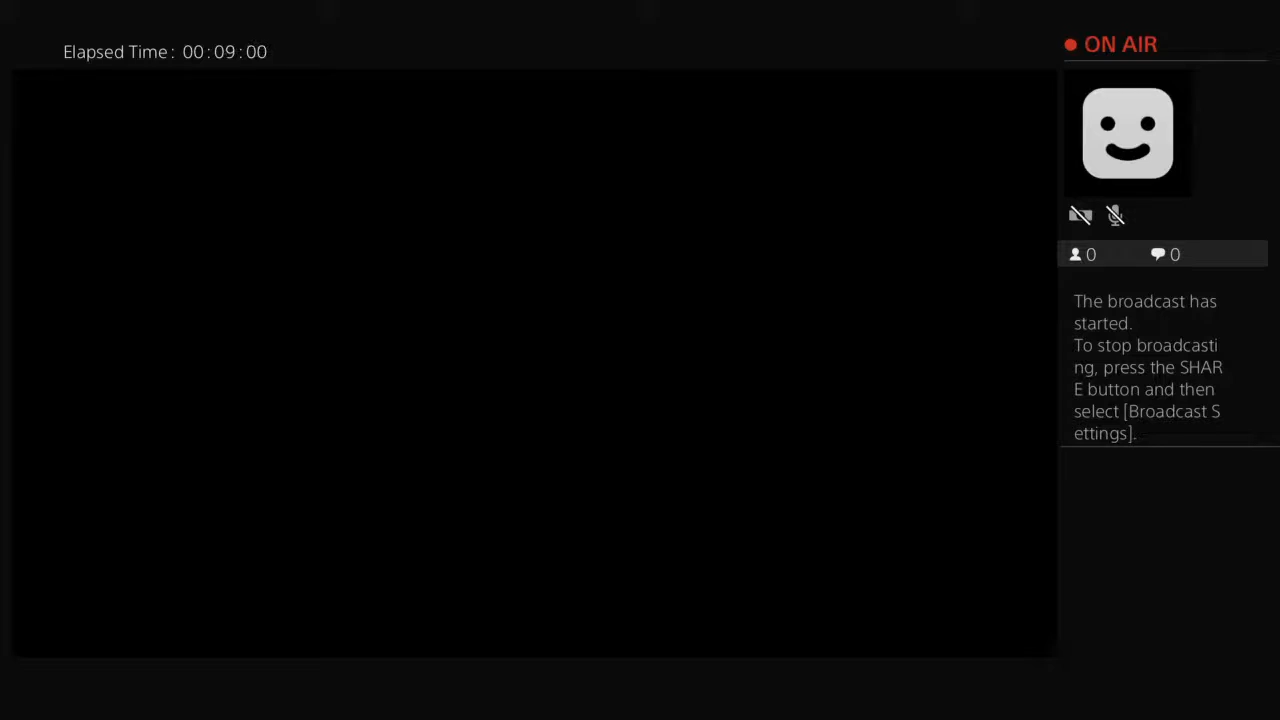 Elapsed Time: 00:09:00
ON AIR
0 0
The broadcast has
started.
To stop broadcasti
ng, press the SHAR
E button and then
select [Broadcast S
ettings].